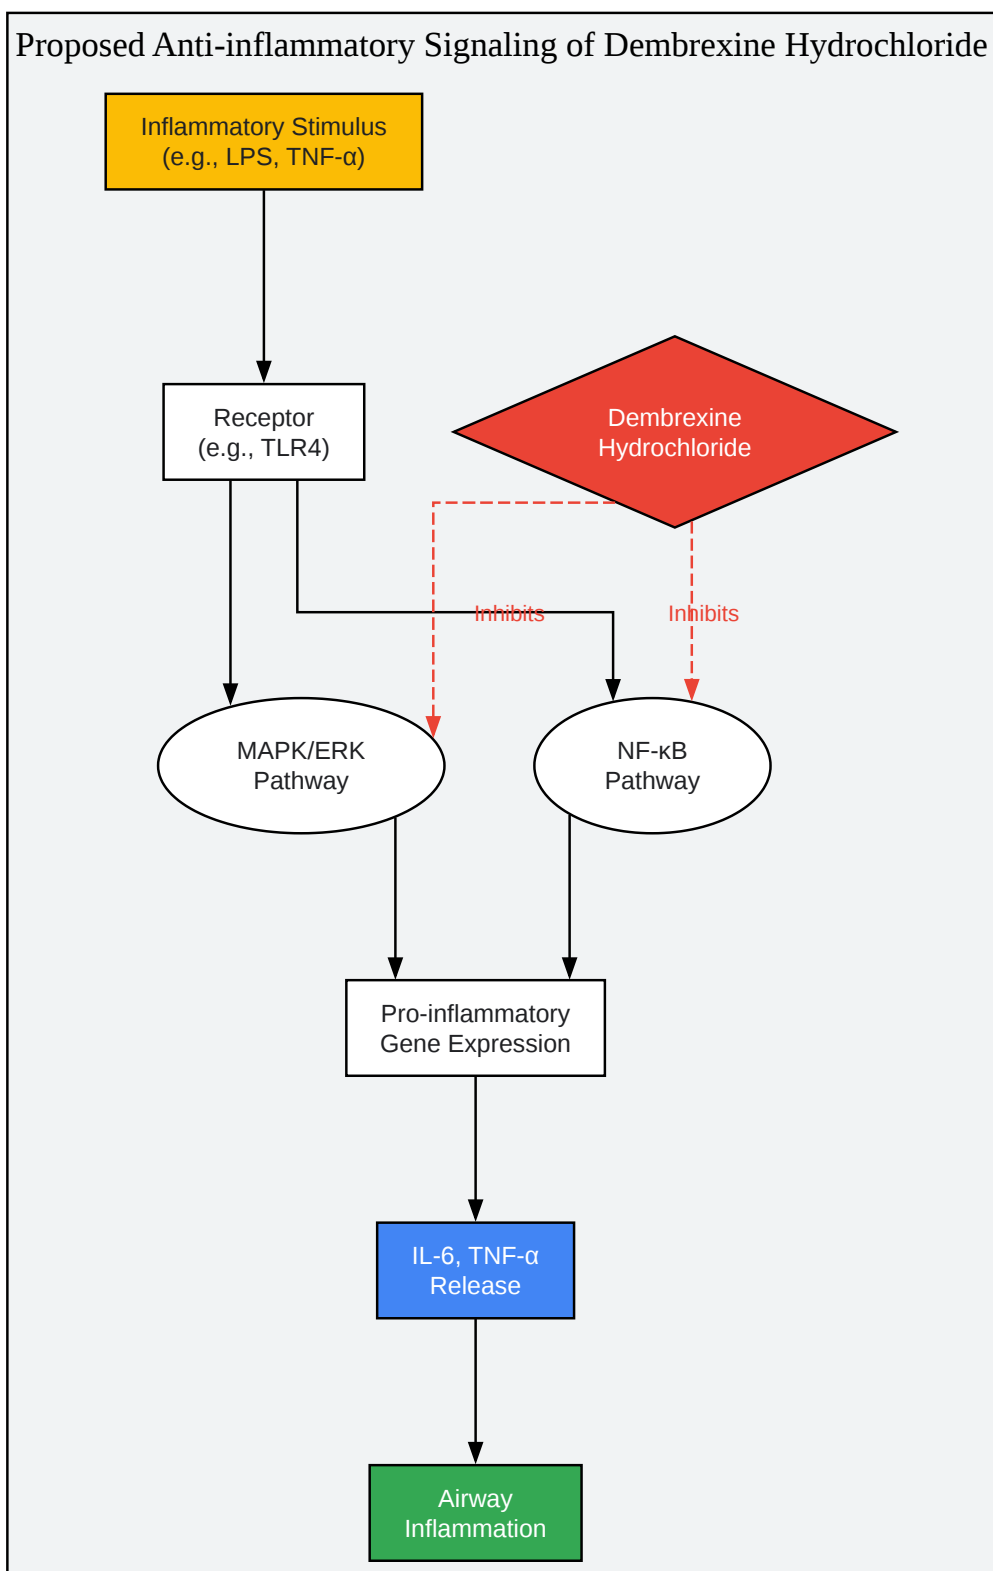 Proposed Anti-inflammatory Signaling of Dembrexine Hydrochloride
Inflammatory Stimulus
(e.g., LPS, TNF-α)
Receptor
(e.g., TLR4)
Dembrexine
Hydrochloride
Inhibits
Inhibits
MAPK/ERK
Pathway
NF-κB
Pathway
Pro-inflammatory
Gene Expression
IL-6, TNF-α
Release
Airway
Inflammation